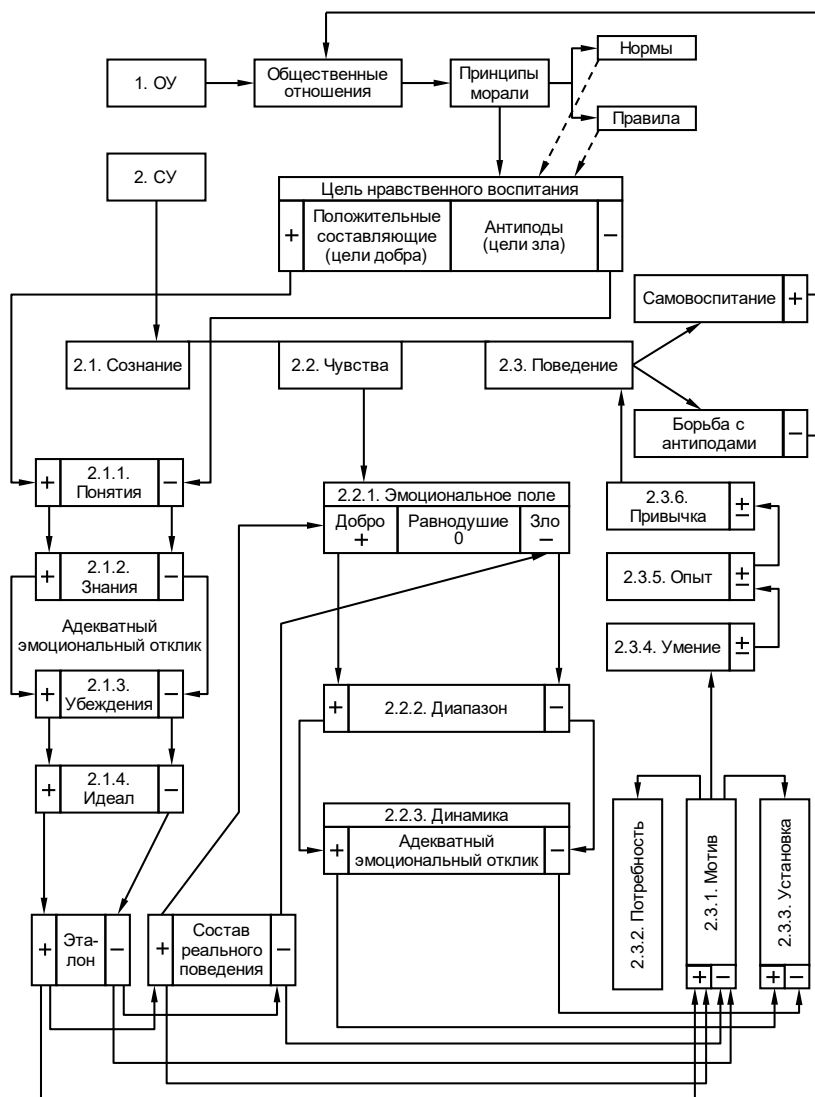 Нормы
1. ОУ
Общественные
отношения
Принципы
морали
Правила
2. СУ
Цель нравственного воспитания
+
Положительные
составляющие
(цели добра)
Антиподы
(цели зла)
−
Самовоспитание
+
2.1. Сознание
2.2. Чувства
2.3. Поведение
Борьба с
антиподами
−
+
2.1.1.
Понятия
−
2.2.1. Эмоциональное поле
Добро
+
Равнодушие
0
Зло
−
2.3.6.
Привычка
±
+
2.1.2.
Знания
−
2.3.5. Опыт
±
Адекватный
эмоциональный отклик
2.3.4. Умение
±
+
2.1.3.
Убеждения
−
+
2.2.2. Диапазон
−
+
2.1.4.
Идеал
−
2.2.3. Динамика
+
Адекватный
эмоциональный отклик
−
2.3.2. Потребность
2.3.1. Мотив
+
−
2.3.3. Установка
+
−
+
Эта-
лон
−
+
Состав
реального
поведения
−